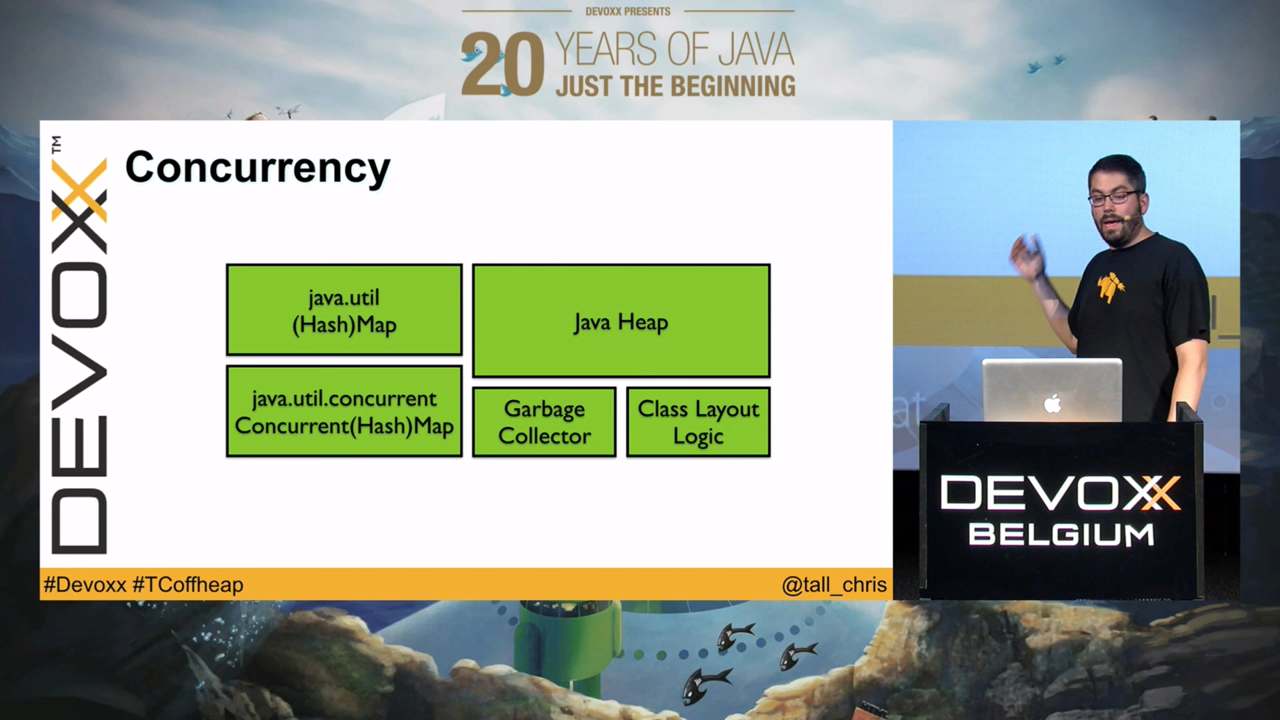 DEVOXX PRESENTS
20 YEARS OF JAVA
JUST THE BEGINNING
DEVOXX™
Concurrency
java.util
(Hash)Map
Java Heap
java.util.concurrent
Concurrent(Hash)Map
Garbage
Collector
Class Layout
Logic
#Devoxx #TCoffheap
@tall_chris
DEVOXX
BELGIUM